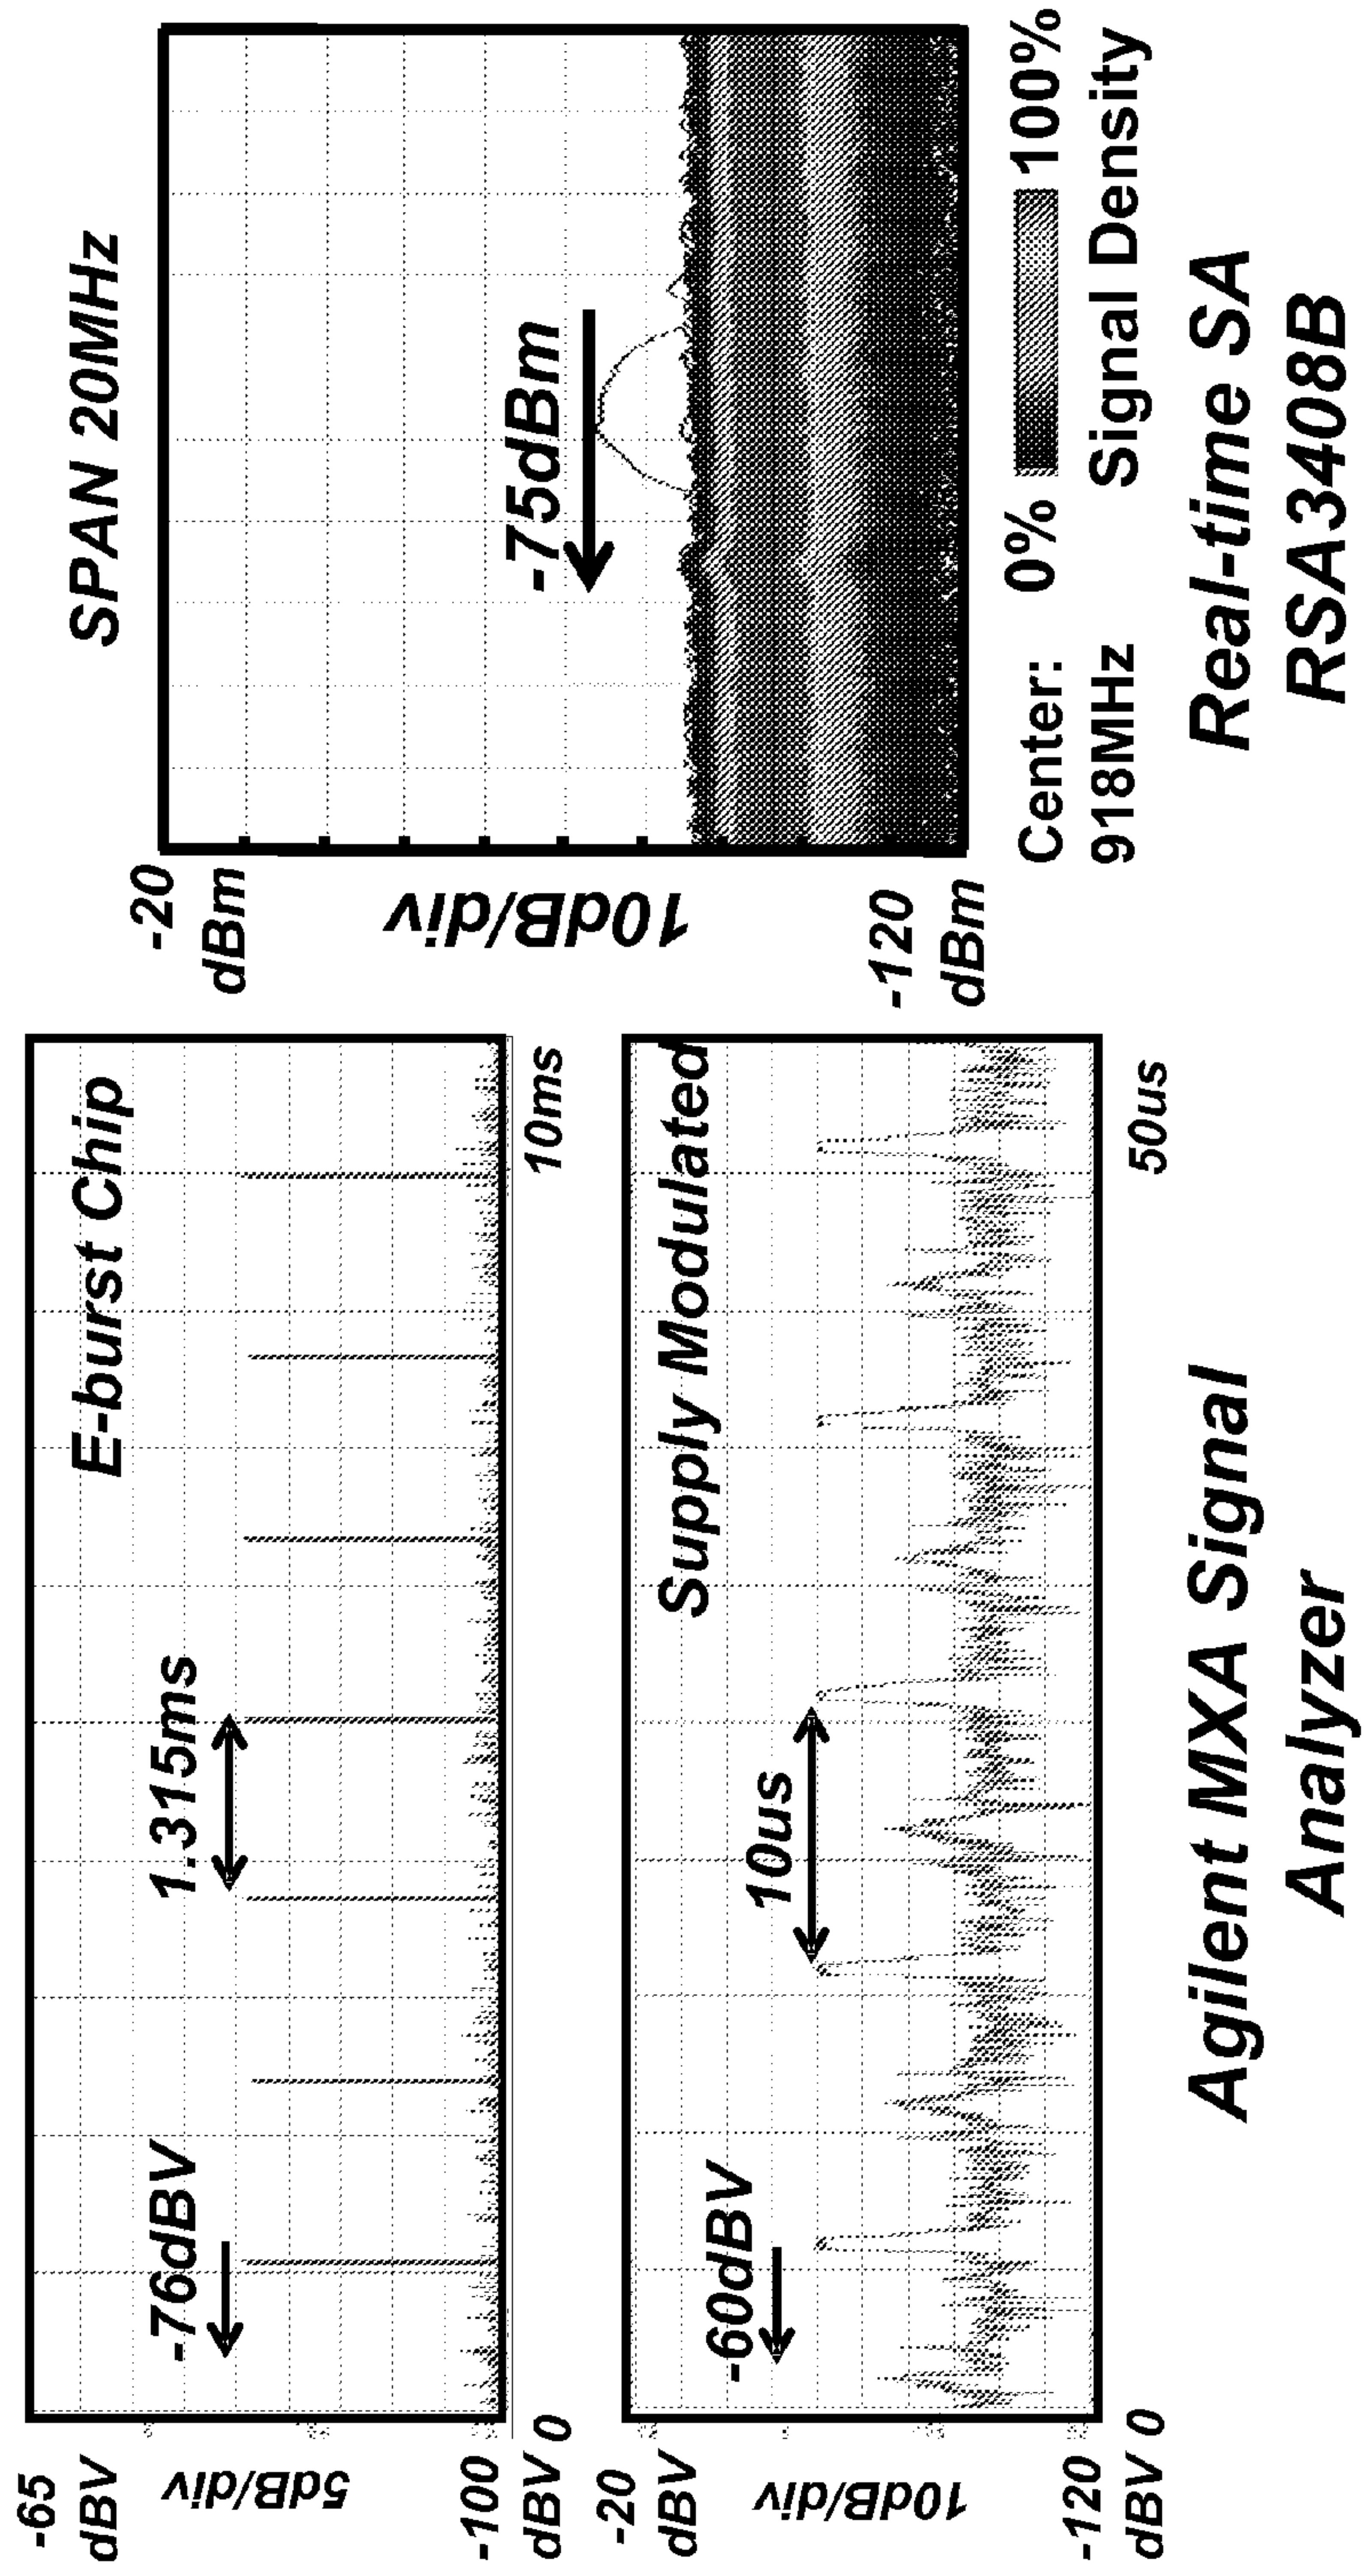 -65
dBV
5dB/div
-100
dBV 0
-76dBV
1.315ms
E-burst Chip
10ms
-20
dBV
10dB/div
-120
dBV 0
-60dBV
10us
Supply Modulated
50us
Agilent MXA Signal
Analyzer
SPAN 20MHz
-20
dBm
10dB/div
-120
dBm
-75dBm
Center:
918MHz
0%
100%
Signal Density
Real-time SA
RSA3408B